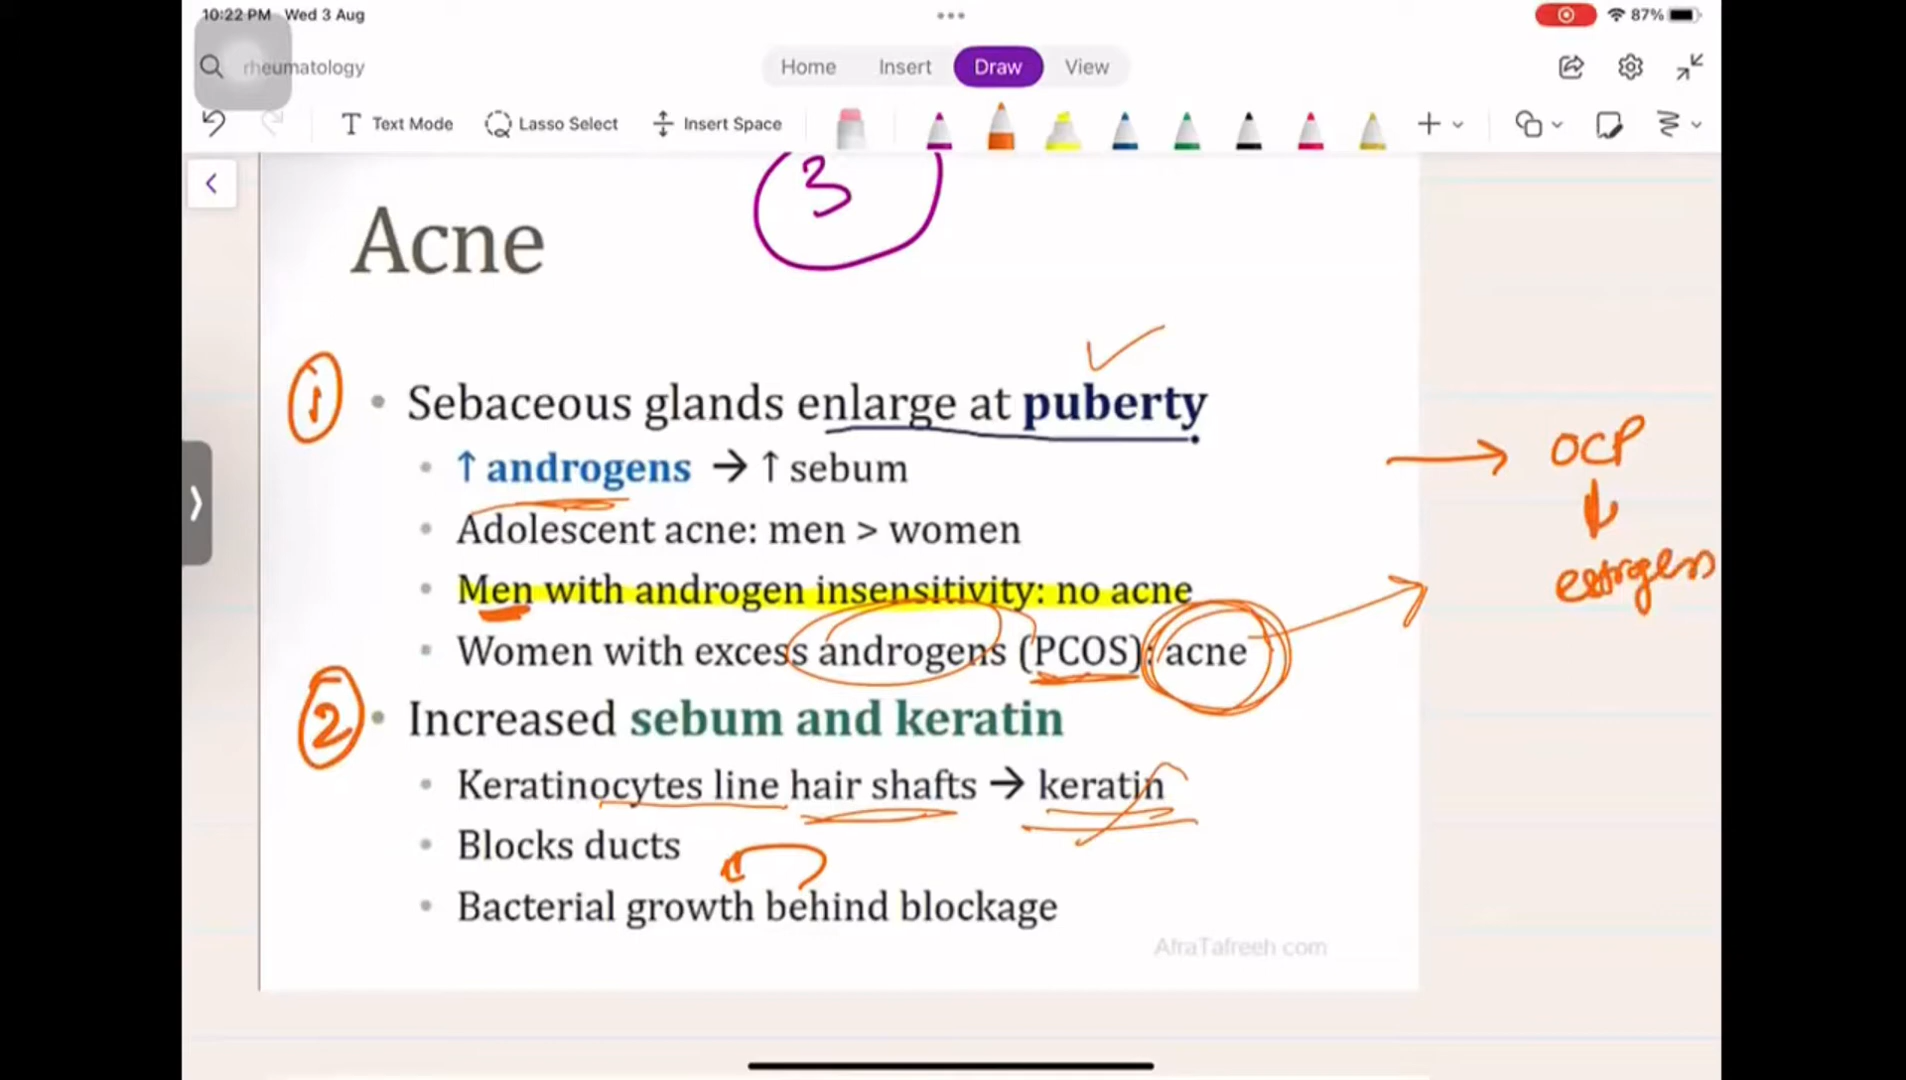 10:22 PM Wed 3 Aug
87%
rheumatology
Home Insert Draw View
Text Mode Lasso Select Insert Space
3
Acne
1 • Sebaceous glands enlarge at puberty
• ↑ androgens → ↑ sebum
• Adolescent acne: men > women
• Men with androgen insensitivity: no acne
• Women with excess androgens (PCOS): acne
→ OCP
↓
estrogen
2 • Increased sebum and keratin
• Keratinocytes line hair shafts → keratin
• Blocks ducts
• Bacterial growth behind blockage
AfraTafreeh com